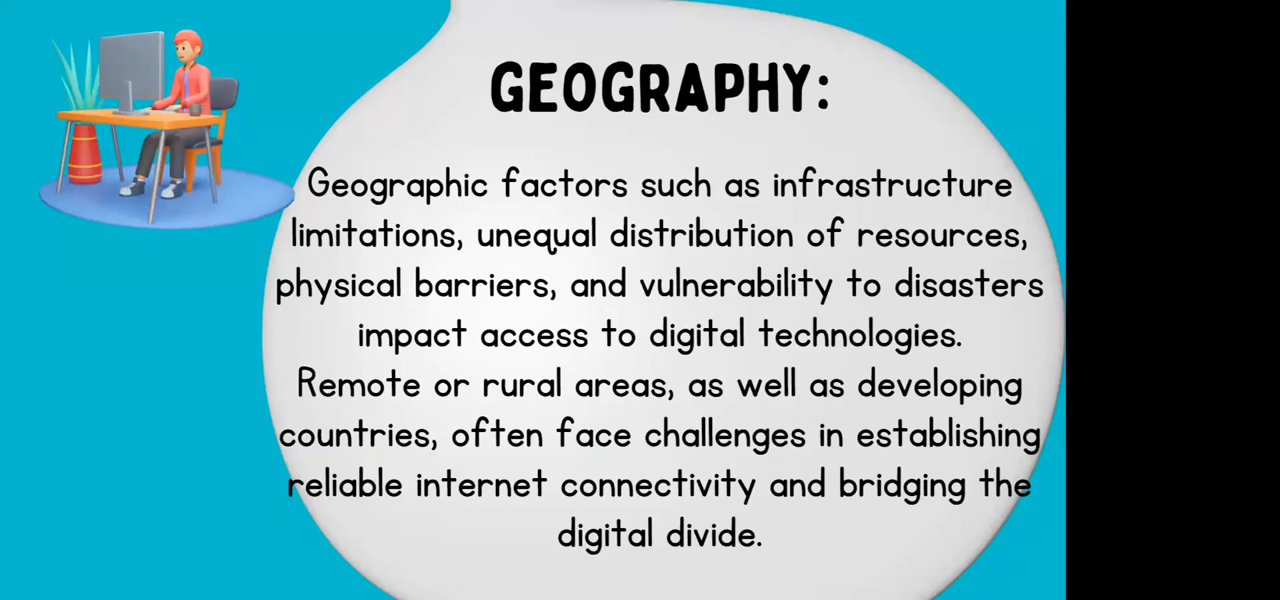 GEOGRAPHY:
Geographic factors such as infrastructure
limitations, unequal distribution of resources,
physical barriers, and vulnerability to disasters
impact access to digital technologies.
Remote or rural areas, as well as developing
countries, often face challenges in establishing
reliable internet connectivity and bridging the
digital divide.